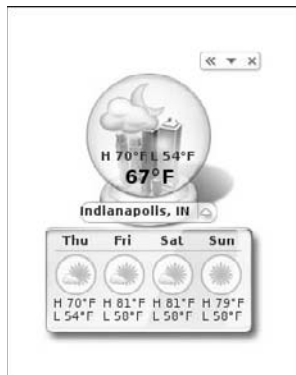 H 70°F L 54°F
67°F
Indianapolis, IN
Thu Fri Sat Sun
H 70°F H 81°F H 81°F H 79°F
L 54°F L 58°F L 58°F L 58°F